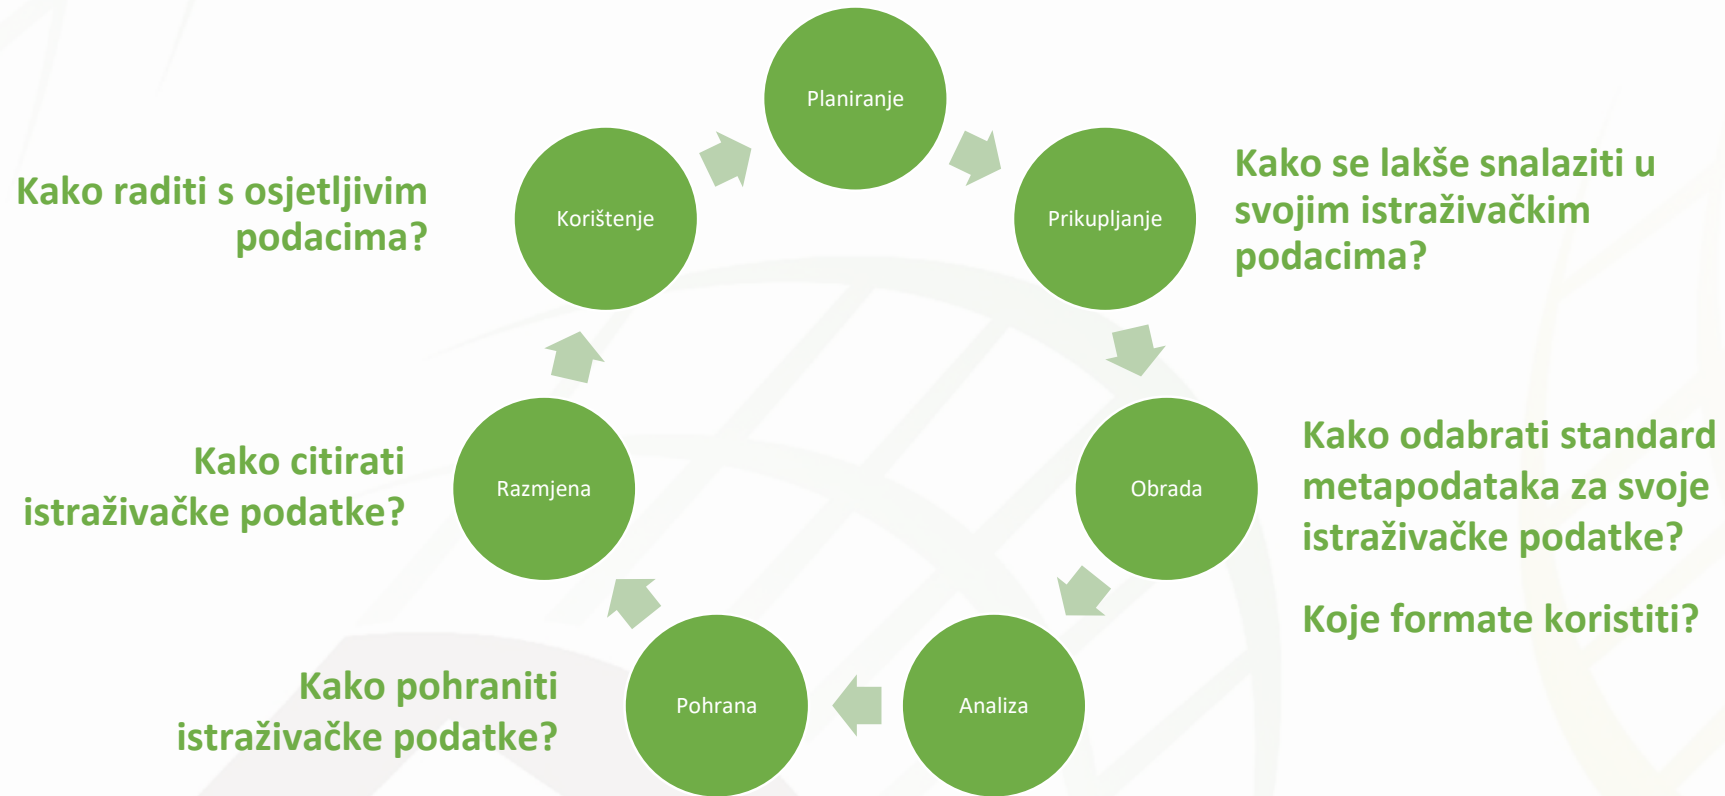 Planiranje
Kako raditi s osjetljivim
podacima?
Korištenje
Prikupljanje
Kako se lakše snalaziti u
svojim istraživačkim
podacima?
Kako citirati
istraživačke podatke?
Razmjena
Obrada
Kako odabrati standard
metapodataka za svoje
istraživačke podatke?
Koje formate koristiti?
Kako pohraniti
istraživačke podatke?
Pohrana
Analiza